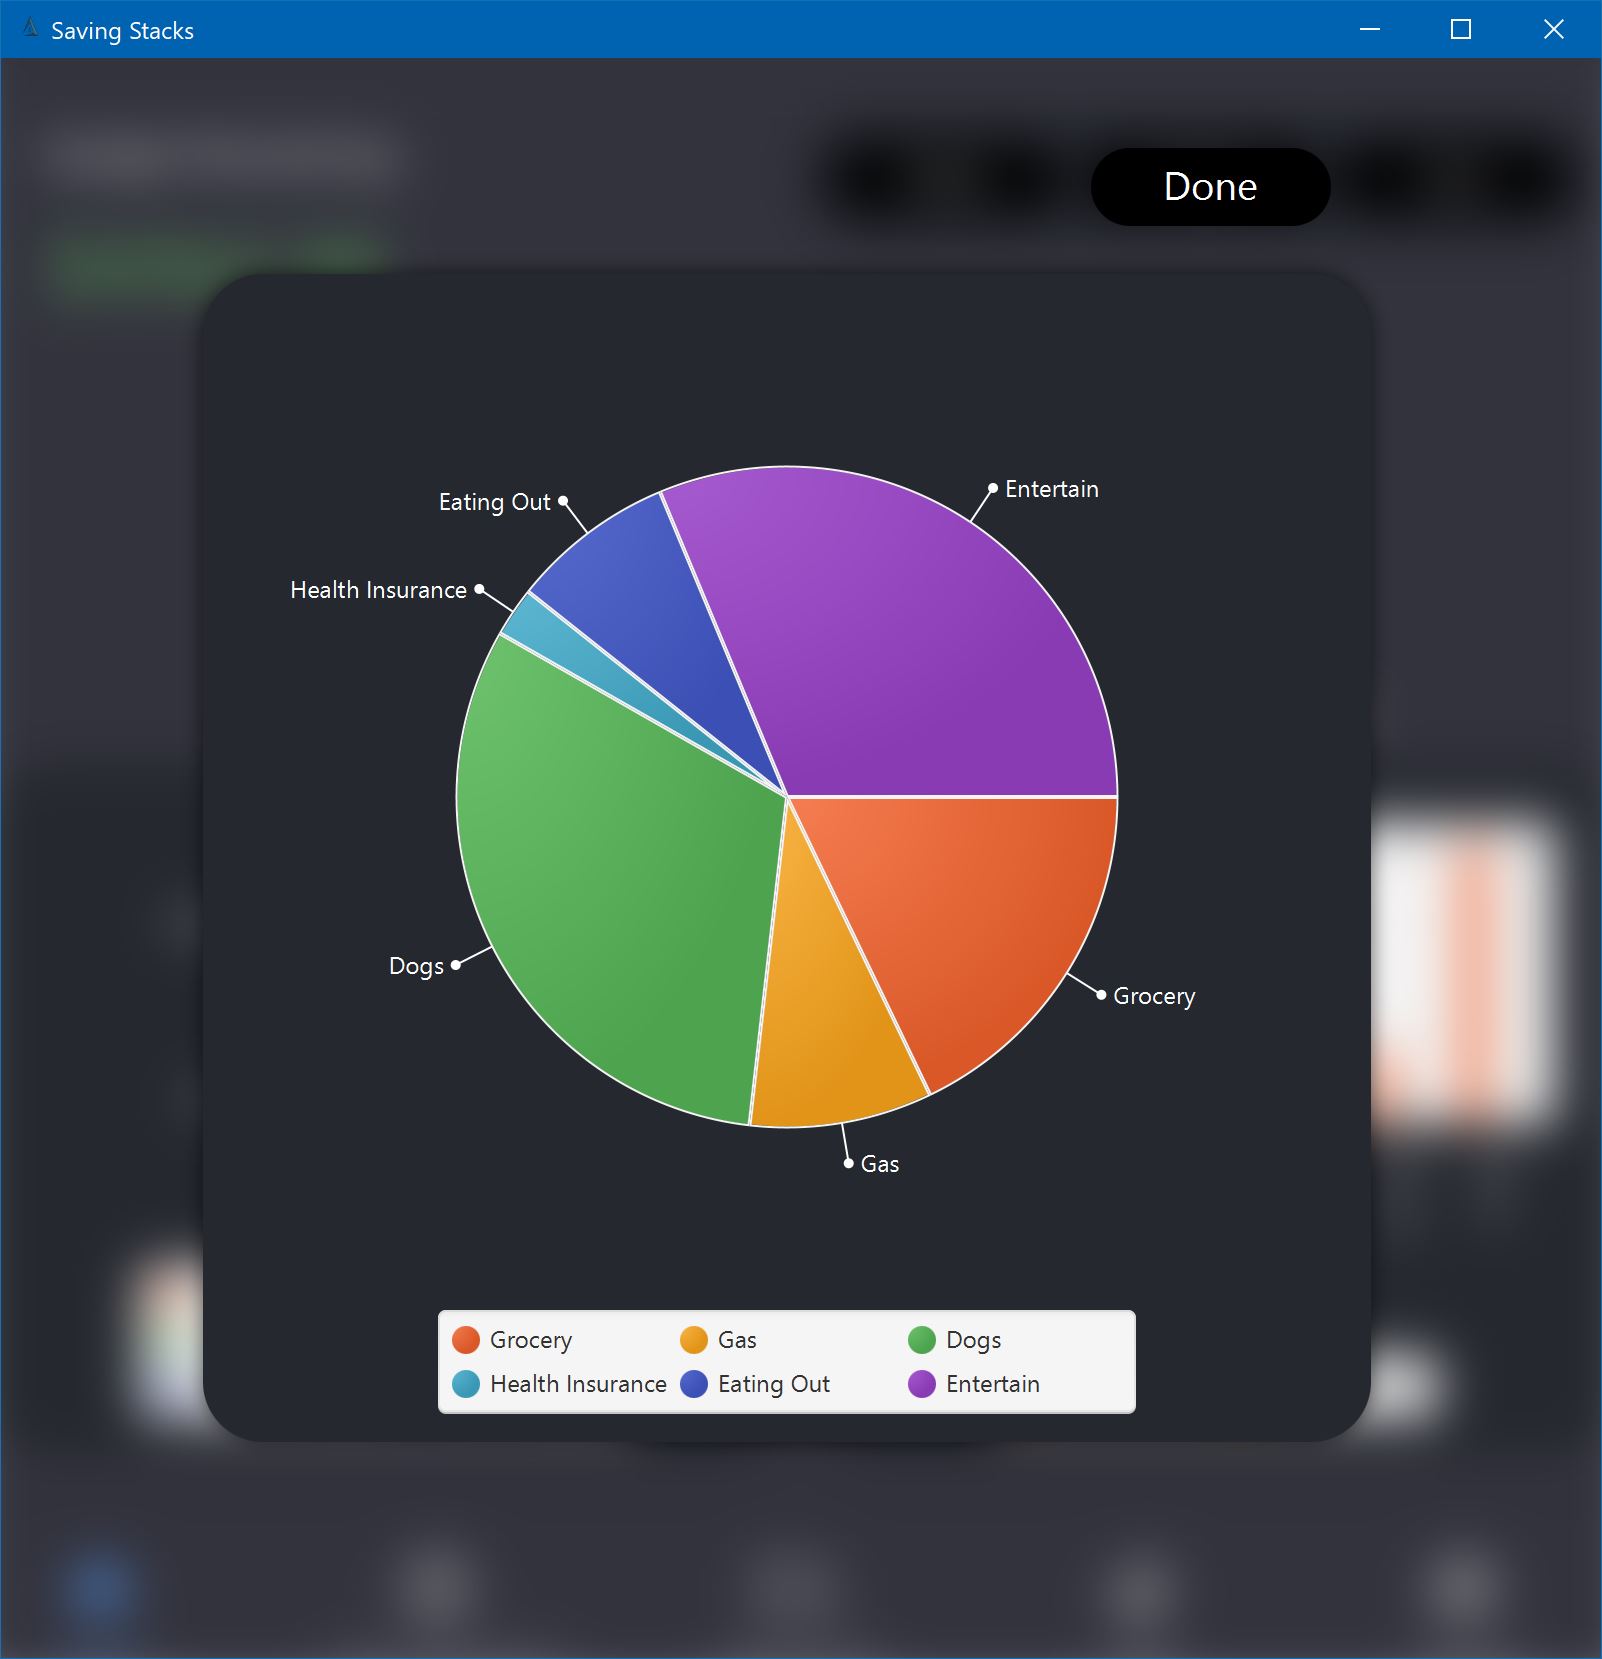 Saving Stacks
Done
Entertain
Eating Out
Health Insurance
Dogs
Grocery
Gas
Grocery Gas Dogs
Health Insurance Eating Out Entertain